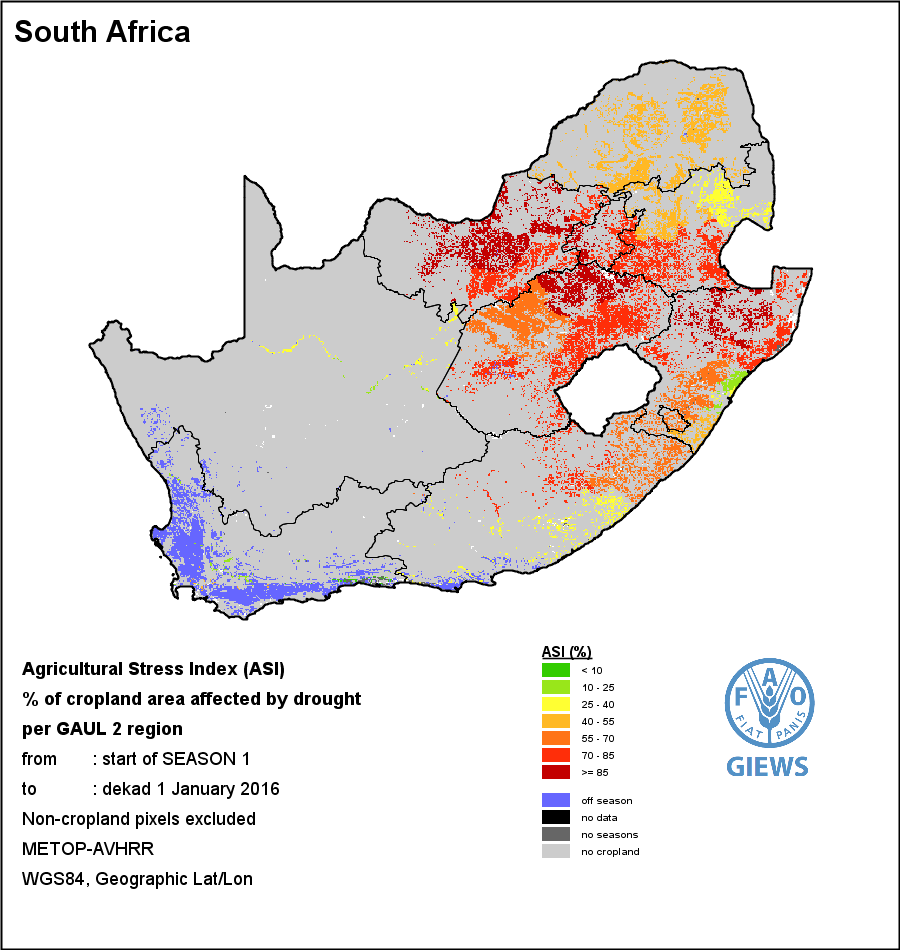 South Africa
Agricultural Stress Index (ASI)
% of cropland area affected by drought
per GAUL 2 region
from : start of SEASON 1
to : dekad 1 January 2016
Non-cropland pixels excluded
METOP-AVHRR
WGS84, Geographic Lat/Lon
ASI (%)
< 10
10 - 25
25 - 40
40 - 55
55 - 70
70 - 85
>= 85
off season
no data
no seasons
no cropland
F A O
FIAT PANIS
GIEWS